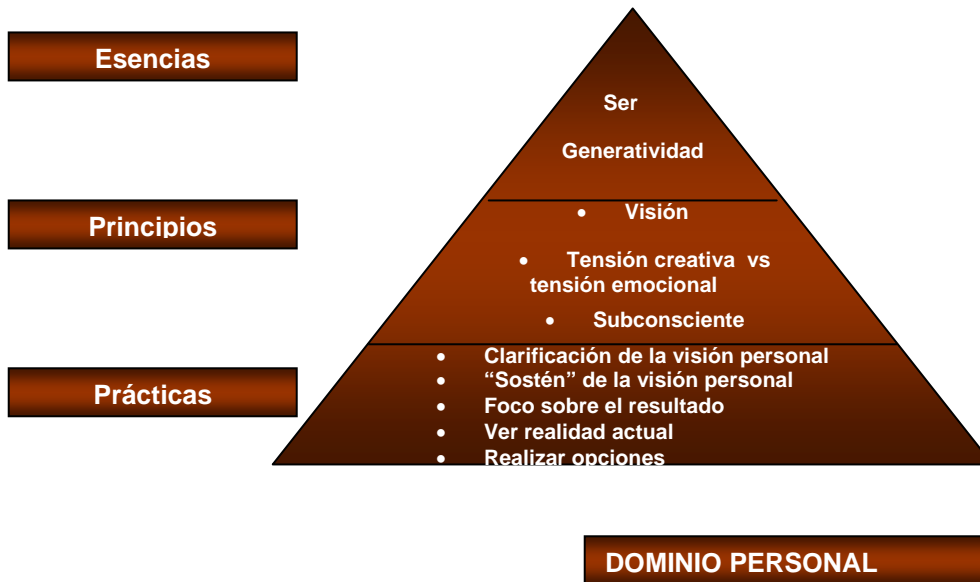 Esencias
Ser
Generatividad
Principios
• Visión
• Tensión creativa vs
tensión emocional
• Subconsciente
Prácticas
• Clarificación de la visión personal
• “Sostén” de la visión personal
• Foco sobre el resultado
• Ver realidad actual
• Realizar opciones
DOMINIO PERSONAL